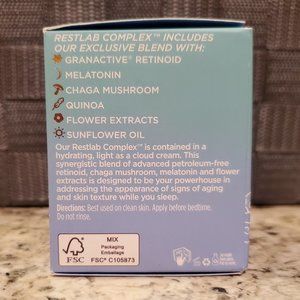 RESTLAB COMPLEX™ INCLUDES
OUR EXCLUSIVE BLEND WITH:
GRANACTIVE® RETINOID
MELATONIN
CHAGA MUSHROOM
QUINOA
FLOWER EXTRACTS
SUNFLOWER OIL
Our Restlab Complex™ is contained in a
hydrating, light as a cloud cream. This
synergistic blend of advanced petroleum-free
retinoid, chaga mushroom, melatonin and flower
extracts is designed to be your powerhouse in
addressing the appearance of signs of aging
and skin texture while you sleep.
Directions: Best used on clean skin. Apply before bedtime.
Do not rinse.
FSC
MIX
Packaging
Emballage
FSC® C105873